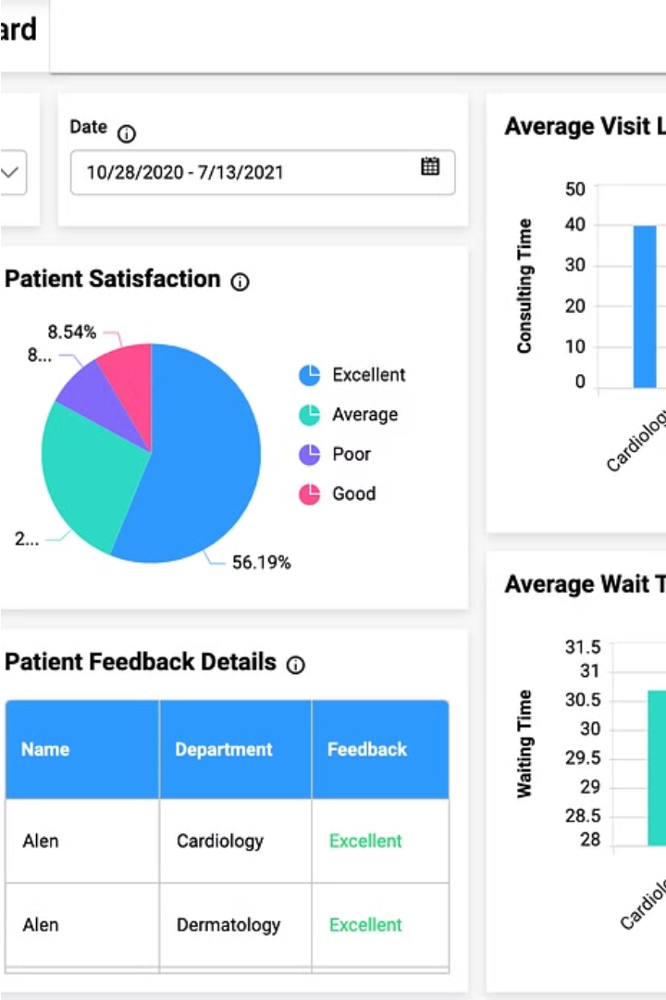 ard
Date
10/28/2020 - 7/13/2021
Patient Satisfaction
8.54%
8...
2...
56.19%
Excellent
Average
Poor
Good
Patient Feedback Details
Name Department Feedback
Alen Cardiology Excellent
Alen Dermatology Excellent
Average Visit L
Consulting Time
50
40
30
20
10
0
Cardiology
Average Wait T
Waiting Time
31.5
31
30.5
30
29.5
29
28.5
28
Cardiolo